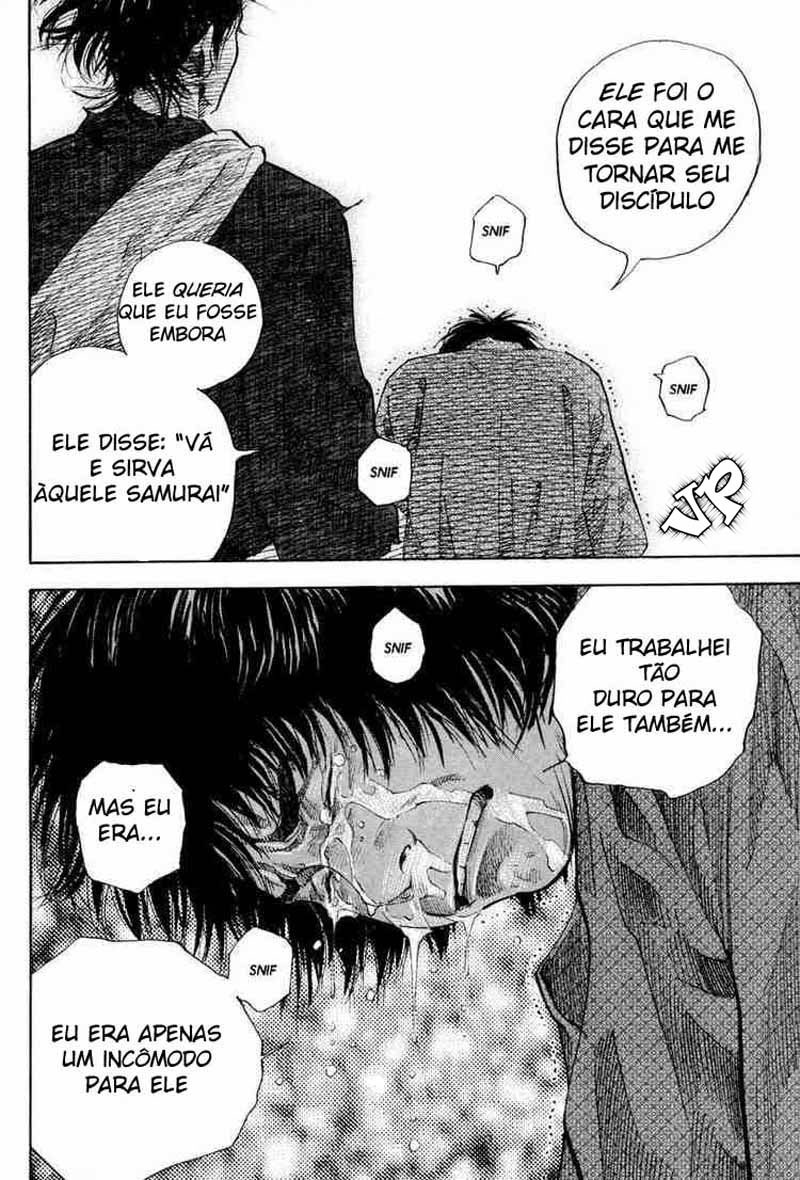 ELE FOI O
CARA QUE ME
DISSE PARA ME
TORNAR SEU
DISCÍPULO
SNIF
ELE QUERIA
QUE EU FOSSE
EMBORA
SNIF
ELE DISSE: “VÁ
E SIRVA
ÀQUELE SAMURAI”
SNIF
VP
EU TRABALHEI
TÃO
DURO PARA
ELE TAMBÉM...
SNIF
MAS EU
ERA...
SNIF
EU ERA APENAS
UM INCÔMODO
PARA ELE